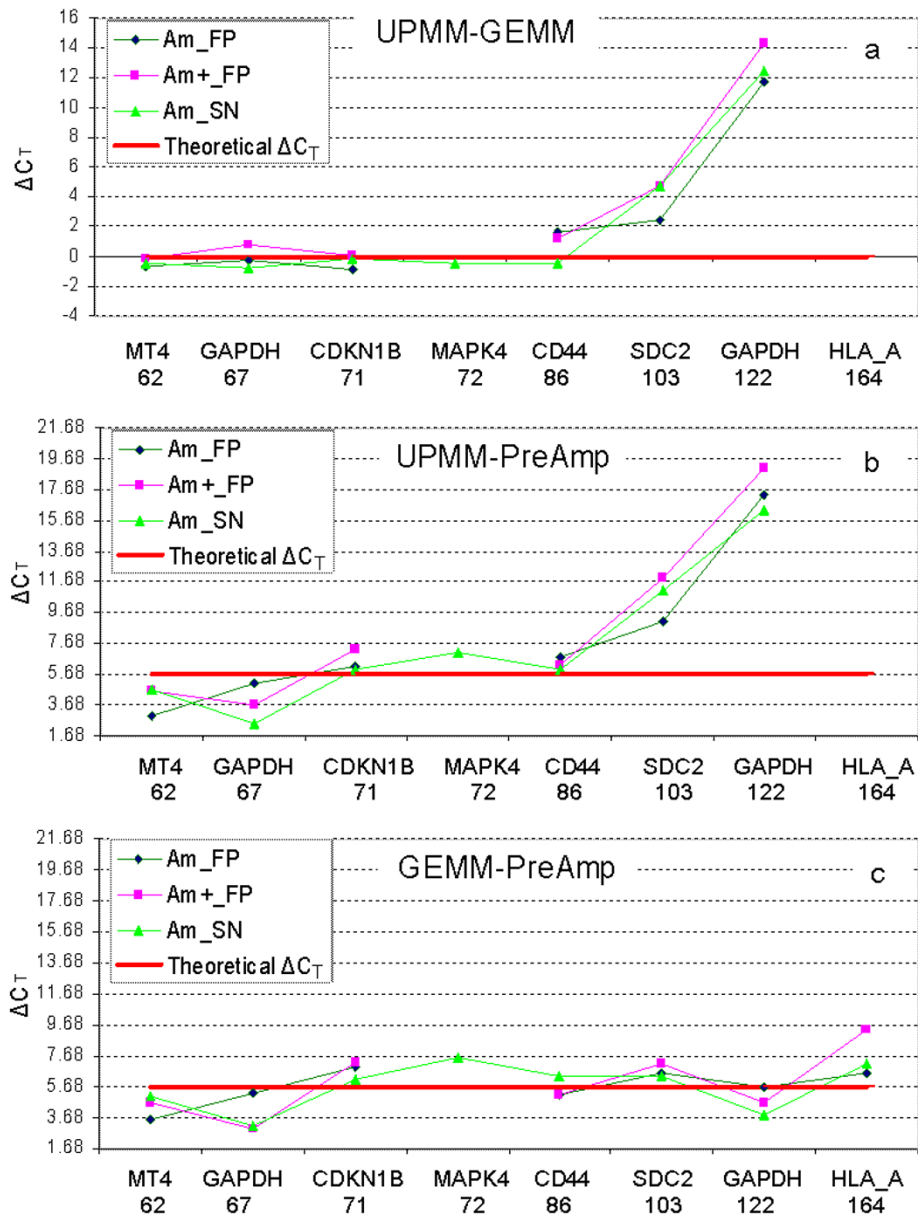 UPMM-GEMM
a
Am_FP
Am+_FP
Am_SN
Theoretical ΔCT
ΔCT
16
14
12
10
8
6
4
2
0
-2
-4
MT4 GAPDH CDKN1B MAPK4 CD44 SDC2 GAPDH HLA_A
62 67 71 72 86 103 122 164
UPMM-PreAmp
b
Am_FP
Am+_FP
Am_SN
Theoretical ΔCT
ΔCT
21.68
19.68
17.68
15.68
13.68
11.68
9.68
7.68
5.68
3.68
1.68
MT4 GAPDH CDKN1B MAPK4 CD44 SDC2 GAPDH HLA_A
62 67 71 72 86 103 122 164
GEMM-PreAmp
c
Am_FP
Am+_FP
Am_SN
Theoretical ΔCT
ΔCT
21.68
19.68
17.68
15.68
13.68
11.68
9.68
7.68
5.68
3.68
1.68
MT4 GAPDH CDKN1B MAPK4 CD44 SDC2 GAPDH HLA_A
62 67 71 72 86 103 122 164